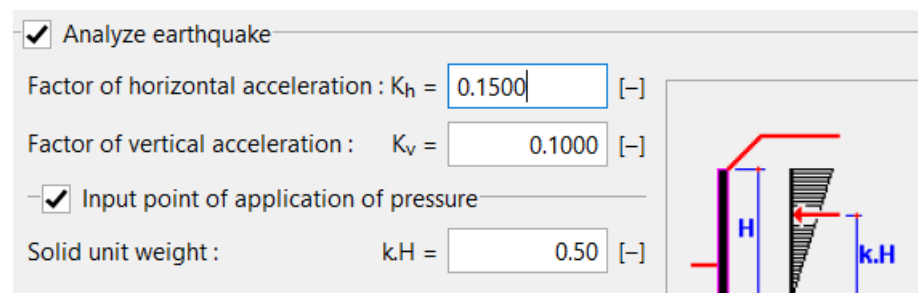 Analyze earthquake
Factor of horizontal acceleration : Kh = 0.1500 [–]
Factor of vertical acceleration : Kv = 0.1000 [–]
Input point of application of pressure
Solid unit weight : k.H = 0.50 [–]
H
k.H